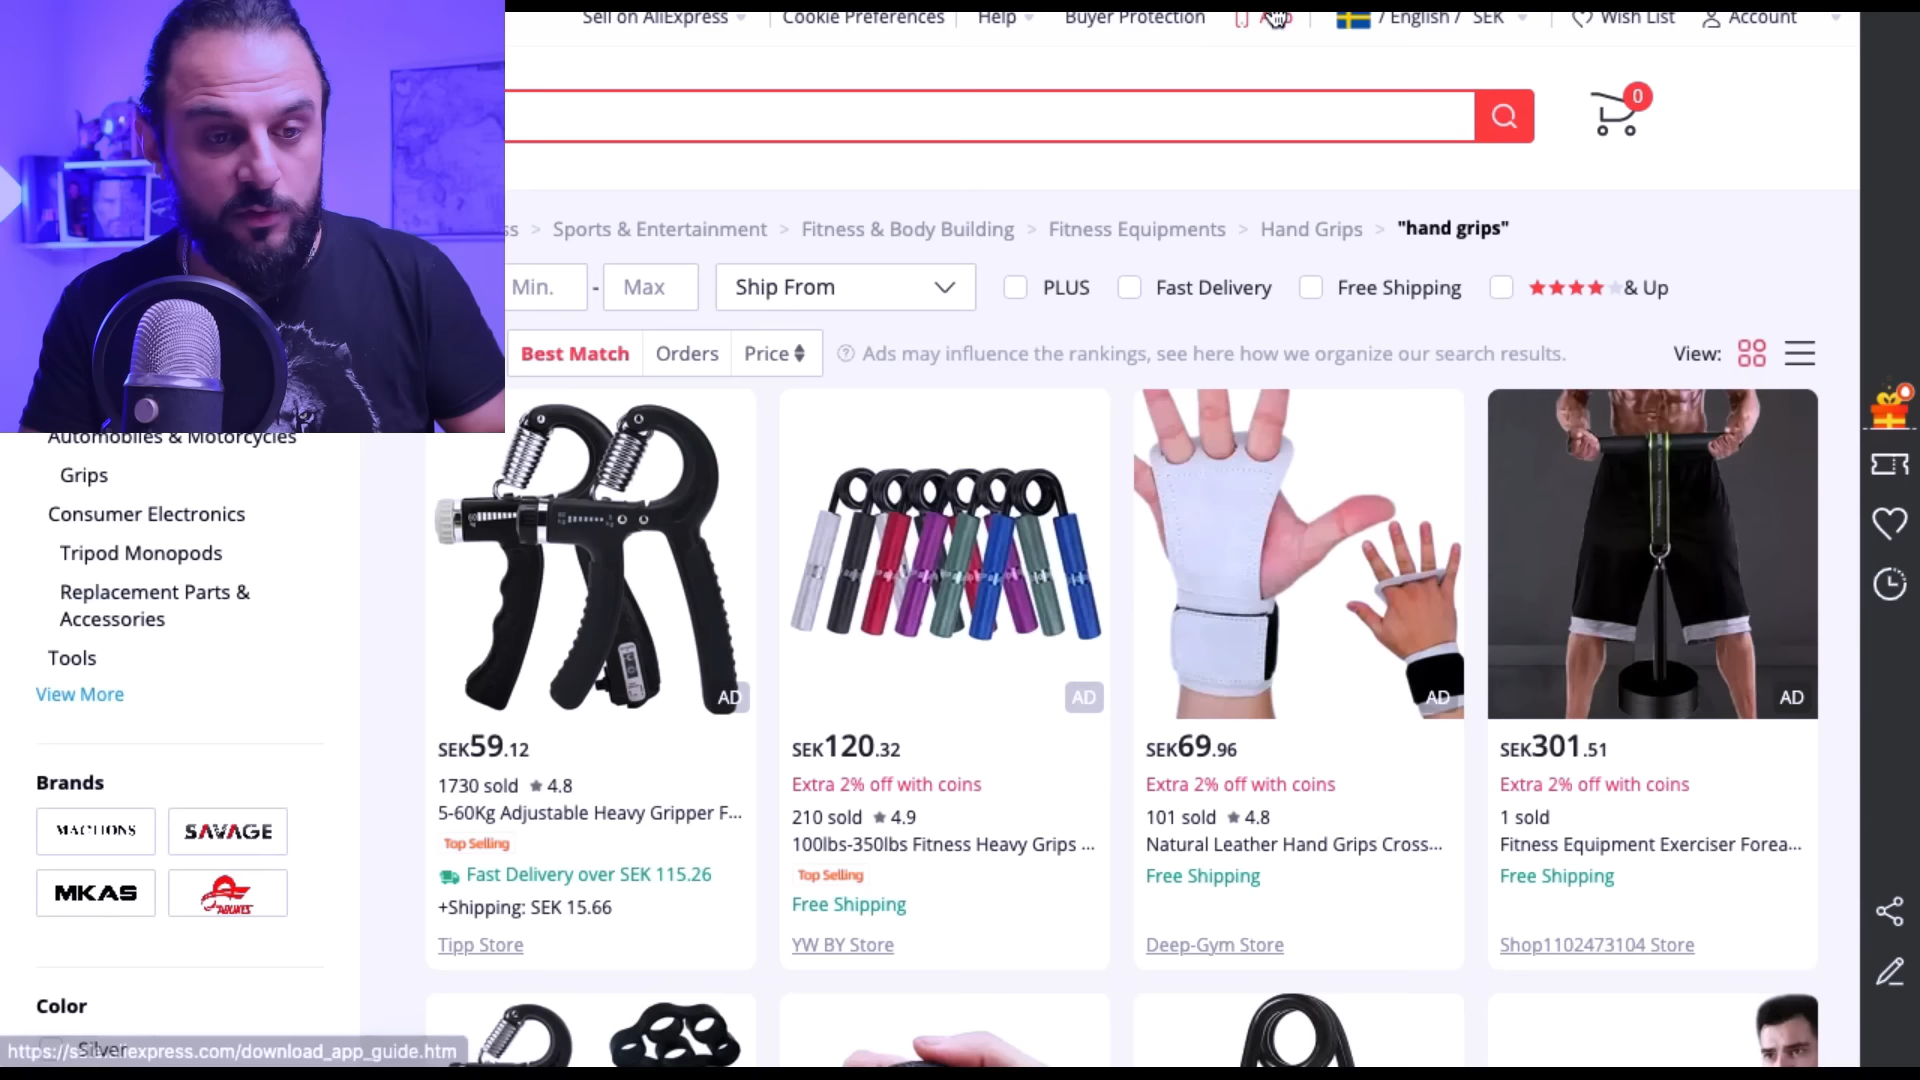 Sell on AliExpress
Cookie Preferences
Help
Buyer Protection
/ English /
SEK
Wish List
Account
0
> Sports & Entertainment > Fitness & Body Building > Fitness Equipments > Hand Grips > "hand grips"
Min. - Max
Ship From
PLUS
Fast Delivery
Free Shipping
& Up
Best Match
Orders
Price
Ads may influence the rankings, see here how we organize our search results.
View:
Automobiles & Motorcycles
Grips
Consumer Electronics
Tripod Monopods
Replacement Parts &
Accessories
Tools
View More
Brands
MACTIONS
SAVAGE
MKAS
Color
Silver
AD
SEK59.12
1730 sold ★ 4.8
5-60Kg Adjustable Heavy Gripper F...
Top Selling
Fast Delivery over SEK 115.26
+Shipping: SEK 15.66
Tipp Store
AD
SEK120.32
Extra 2% off with coins
210 sold ★ 4.9
100lbs-350lbs Fitness Heavy Grips ...
Top Selling
Free Shipping
YW BY Store
AD
SEK69.96
Extra 2% off with coins
101 sold ★ 4.8
Natural Leather Hand Grips Cross...
Free Shipping
Deep-Gym Store
AD
SEK301.51
Extra 2% off with coins
1 sold
Fitness Equipment Exerciser Forea...
Free Shipping
Shop1102473104 Store